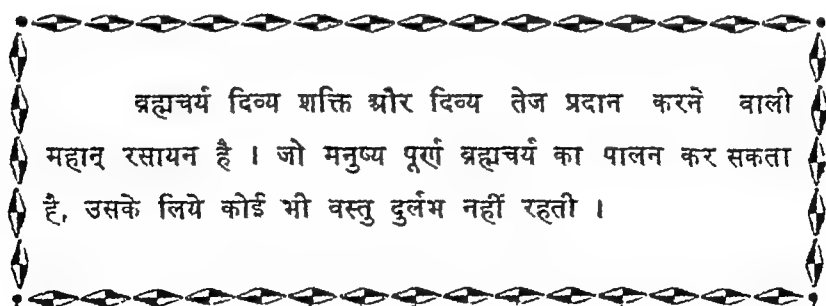 ब्रह्मचर्य दिव्य शक्ति और दिव्य तेज प्रदान करने वाली
महान् रसायन है । जो मनुष्य पूर्ण ब्रह्मचर्य का पालन कर सकता
है, उसके लिये कोई भी वस्तु दुर्लभ नहीं रहती ।